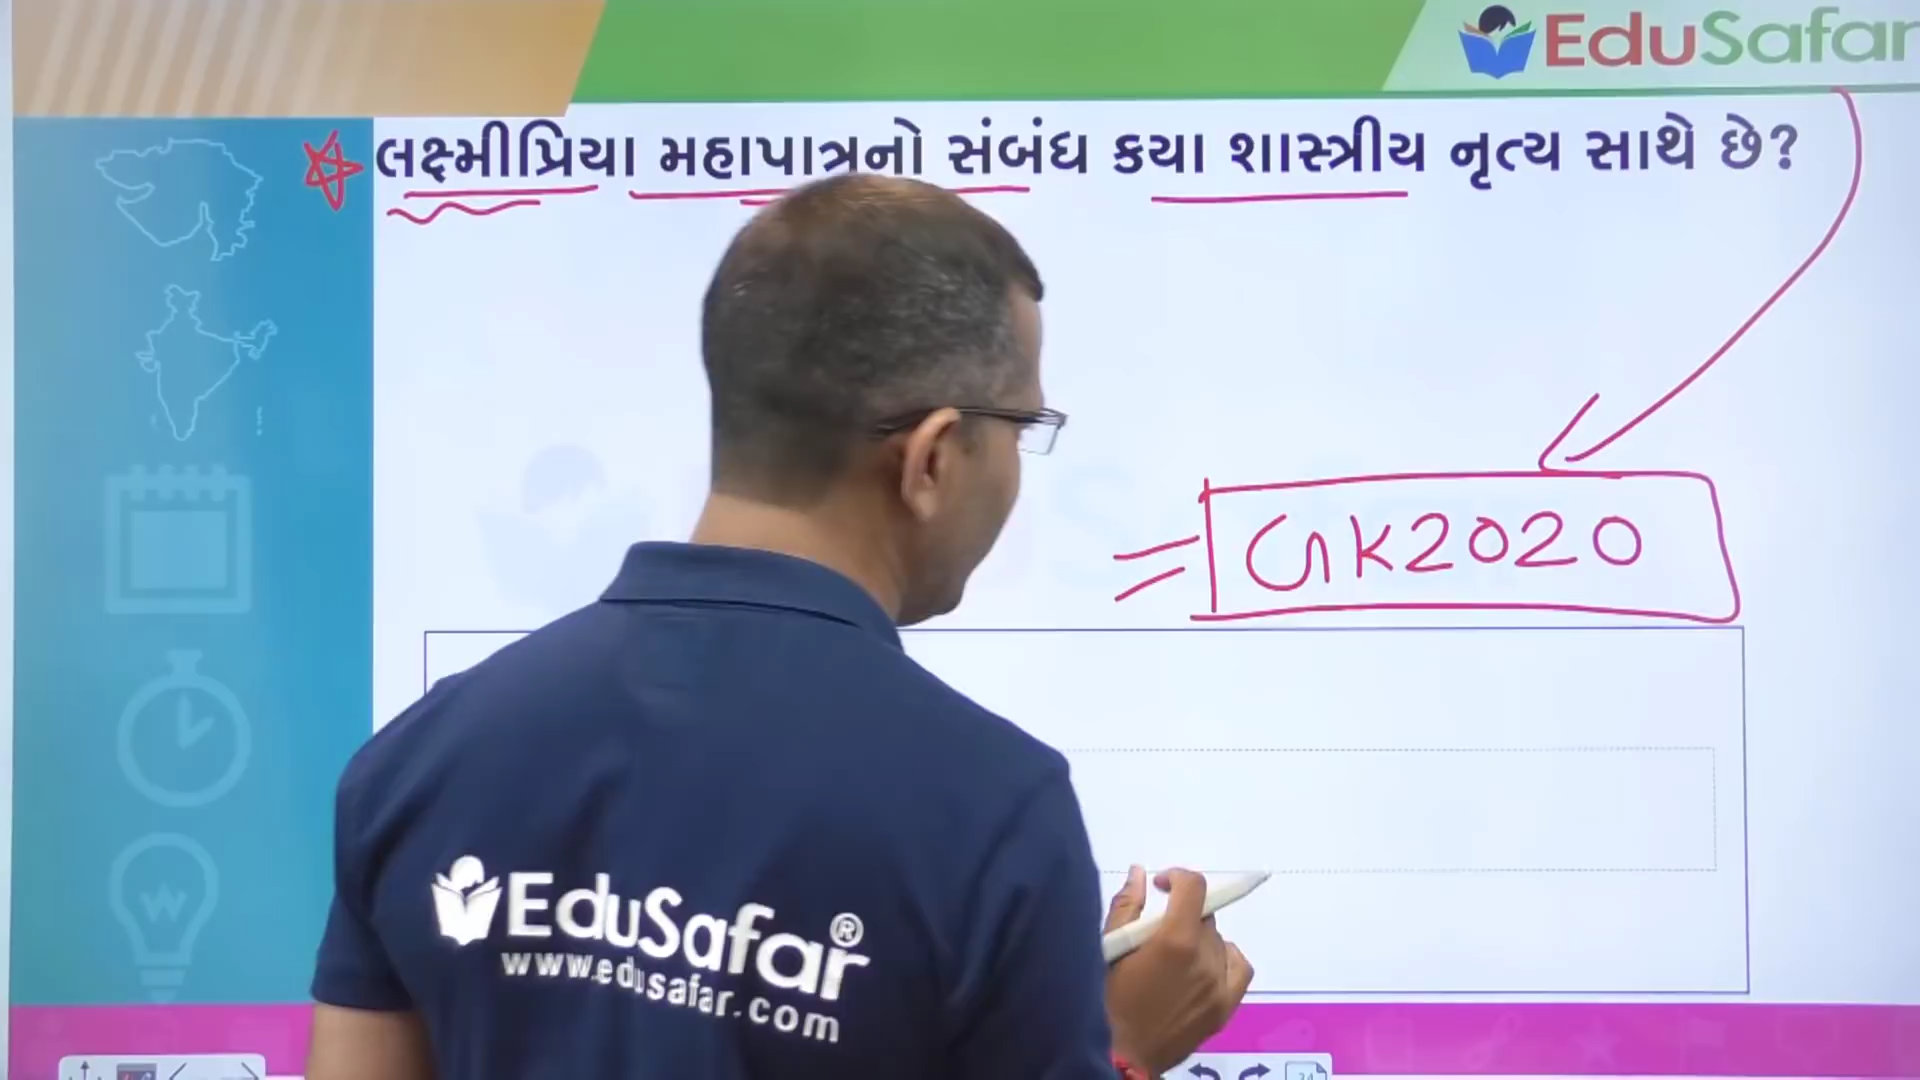 EduSafar
લક્ષ્મીપ્રિયા મહાપાત્રનો સંબંધ કયા શાસ્ત્રીય નૃત્ય સાથે છે?
= GK2020
EduSafar®
www.edusafar.com